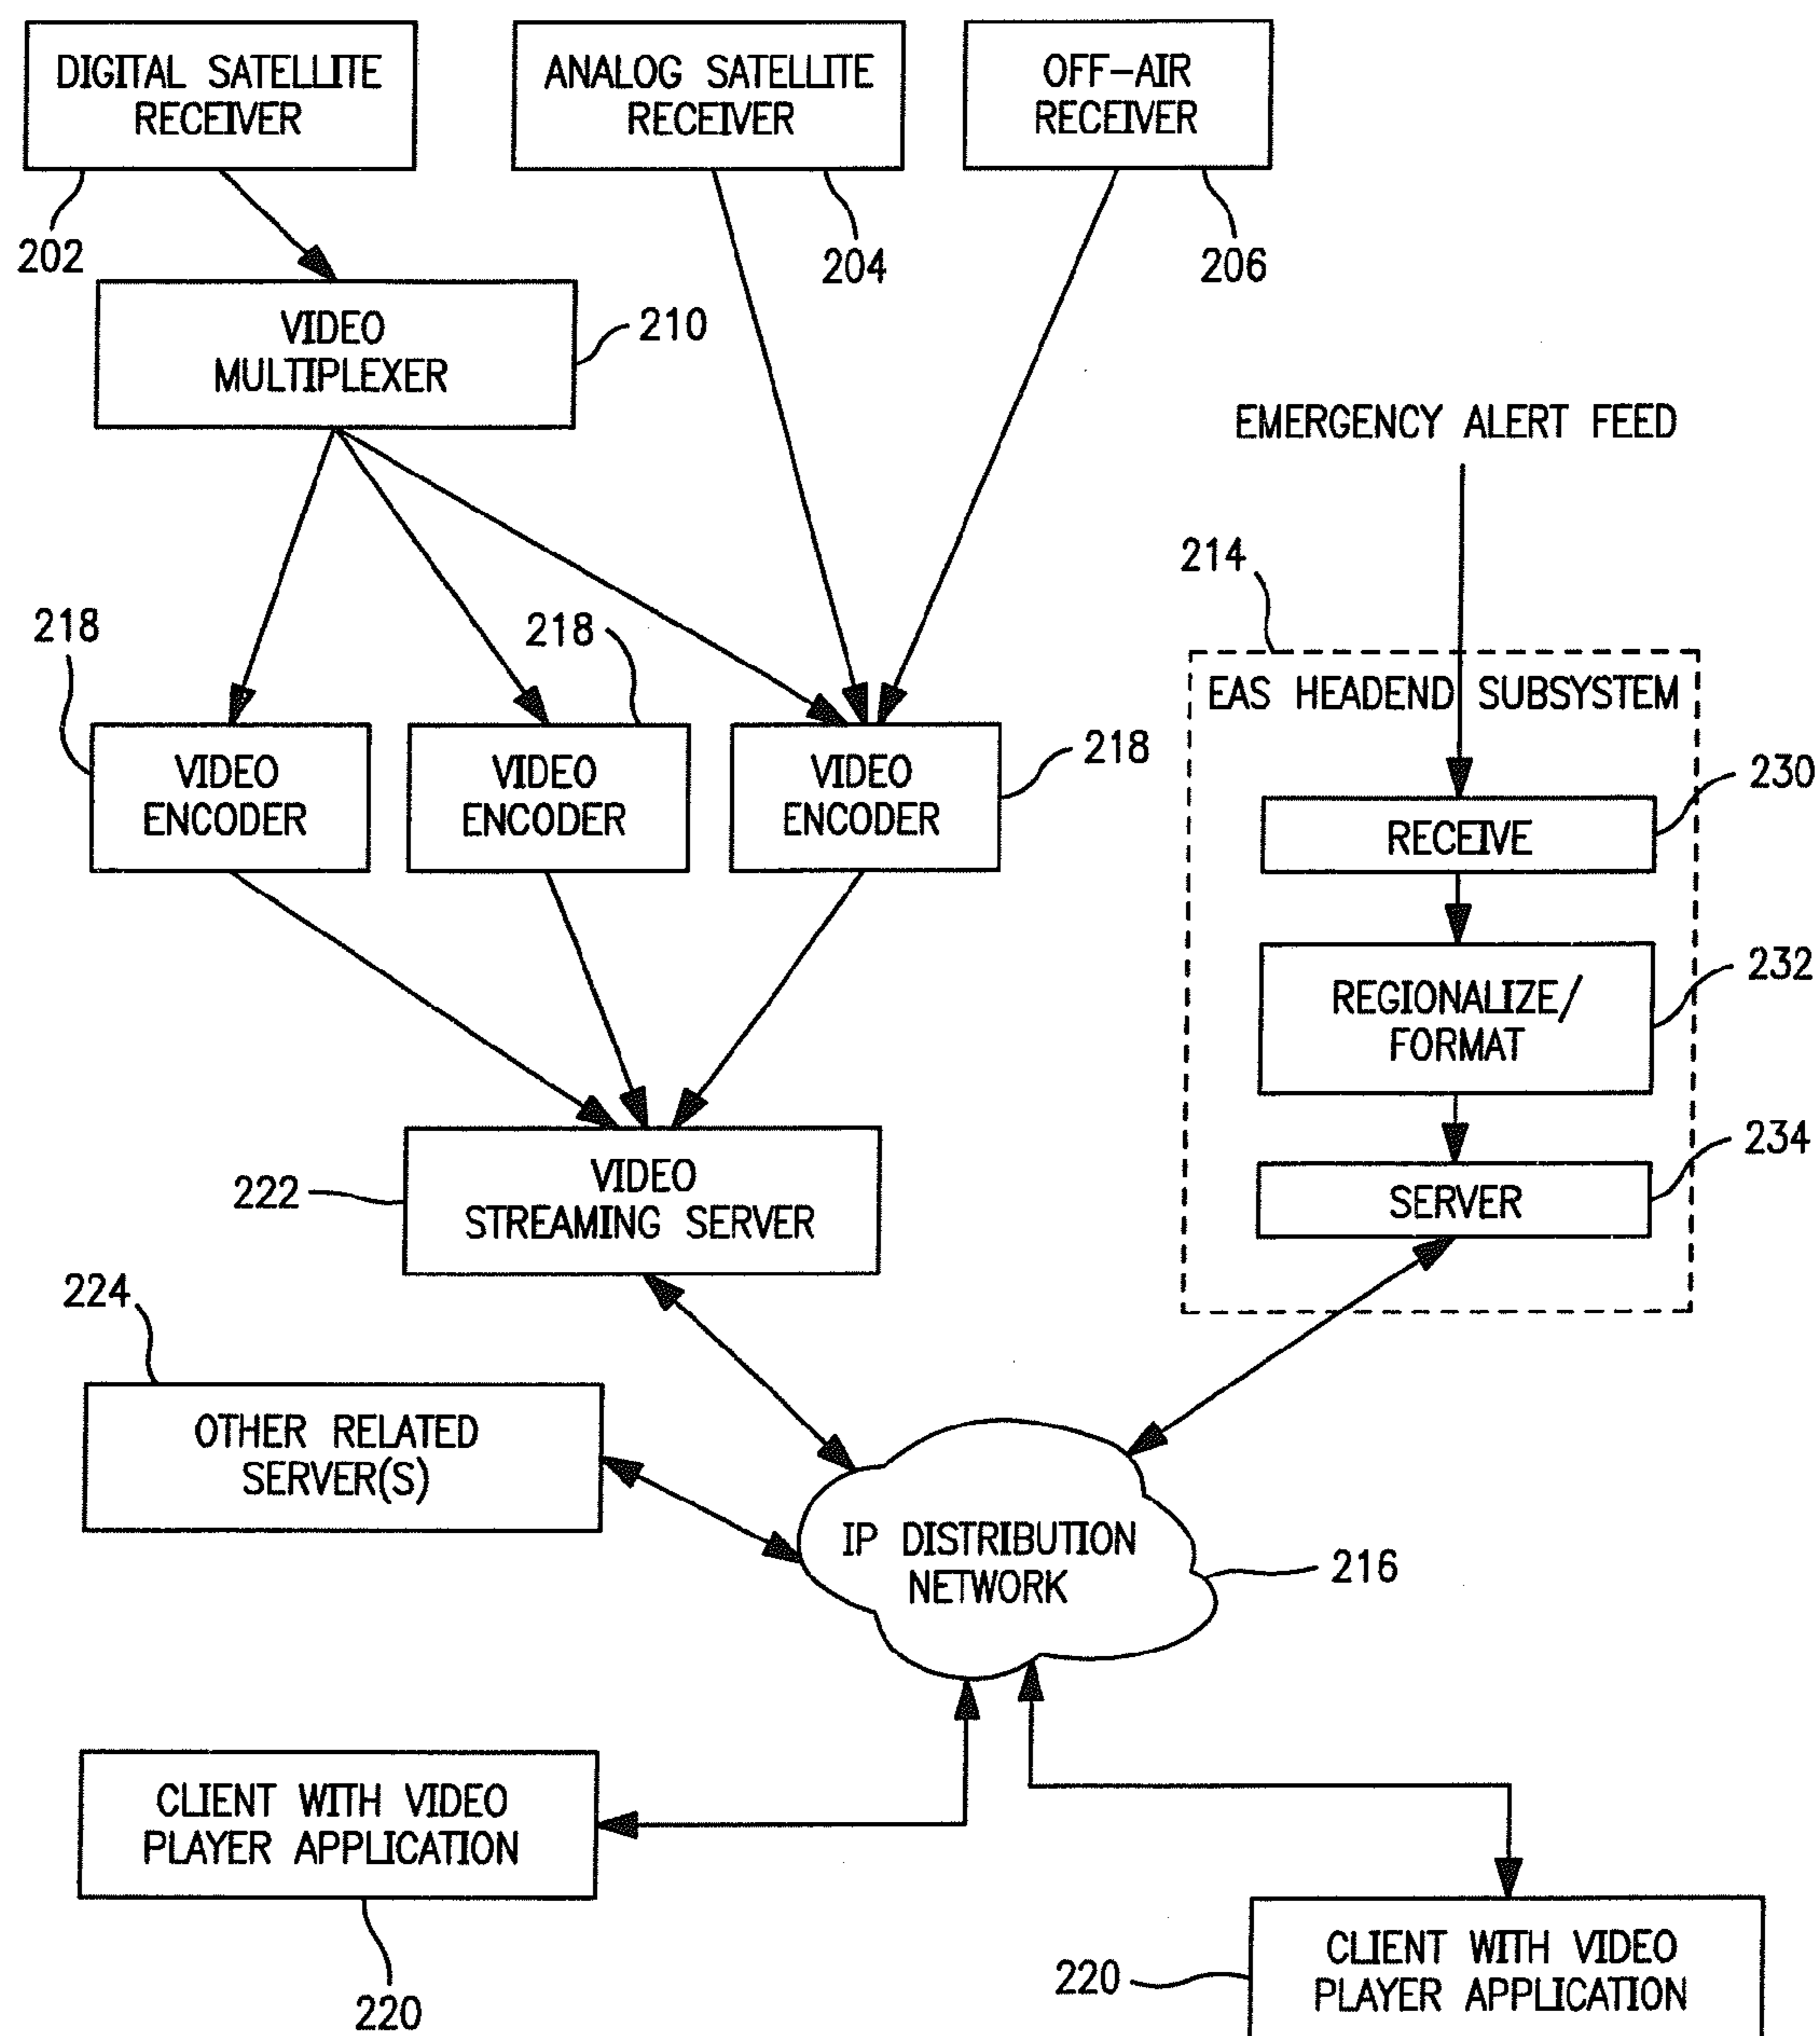 DIGITAL SATELLITE
RECEIVER
ANALOG SATELLITE
RECEIVER
OFF-AIR
RECEIVER
202
204
206
VIDEO
MULTIPLEXER
210
EMERGENCY ALERT FEED
214
218
218
EAS HEADEND SUBSYSTEM
VIDEO
ENCODER
VIDEO
ENCODER
VIDEO
ENCODER
218
230
RECEIVE
232
REGIONALIZE/
FORMAT
234
SERVER
222
VIDEO
STREAMING SERVER
224
OTHER RELATED
SERVER(S)
IP DISTRIBUTION
NETWORK
216
CLIENT WITH VIDEO
PLAYER APPLICATION
220
220
CLIENT WITH VIDEO
PLAYER APPLICATION